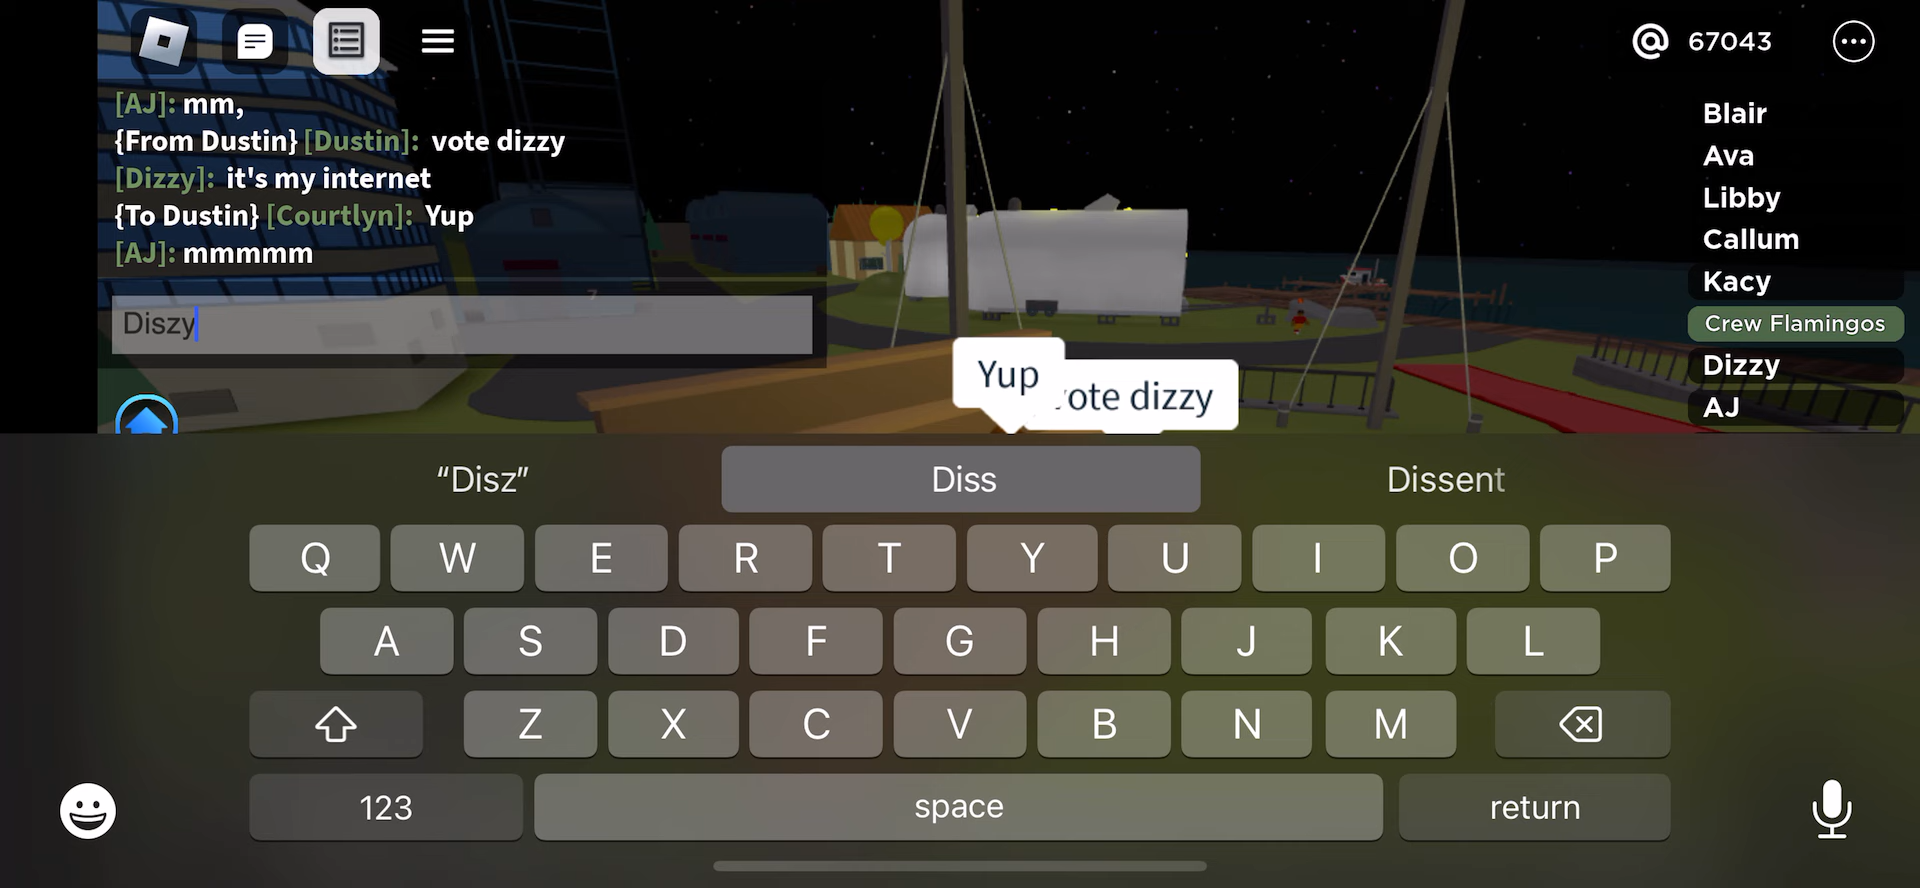 67043
[AJ]: mm,
{From Dustin} [Dustin]: vote dizzy
[Dizzy]: it's my internet
{To Dustin} [Courtlyn]: Yup
[AJ]: mmmmm
Diszy
Blair
Ava
Libby
Callum
Kacy
Crew Flamingos
Dizzy
AJ
Yup
ote dizzy
“Disz” Diss Dissent
Q W E R T Y U I O P
A S D F G H J K L
Z X C V B N M
123 space return